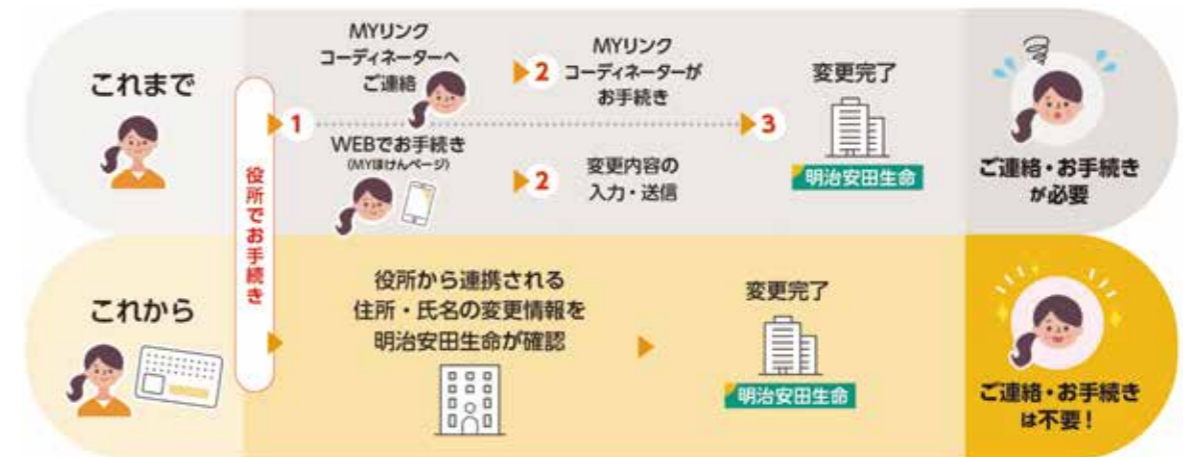 これまで
役所でお手続き
1
MYリンク
コーディネーターへ
ご連絡
2
MYリンク
コーディネーターが
お手続き
WEBでお手続き
(MYほけんページ)
2
変更内容の
入力・送信
3
変更完了
明治安田生命
ご連絡・お手続き
が必要
これから
役所から連携される
住所・氏名の変更情報を
明治安田生命が確認
変更完了
明治安田生命
ご連絡・お手続き
は不要!